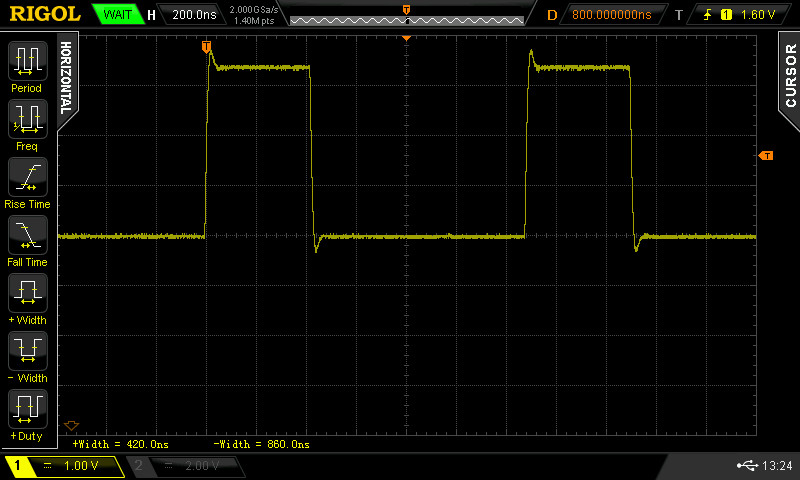 RIGOL WAIT H 200.0ns 2.000GSa/s D 800.000000ns T 1 1.60 V
1.40M pts
T
HORIZONTAL
CURSOR
Period
Freq
Rise Time
Fall Time
+Width
- Width
+Duty
T
T
+Width = 420.0ns -Width = 860.0ns
1 1.00 V 2 2.00 V 13:24